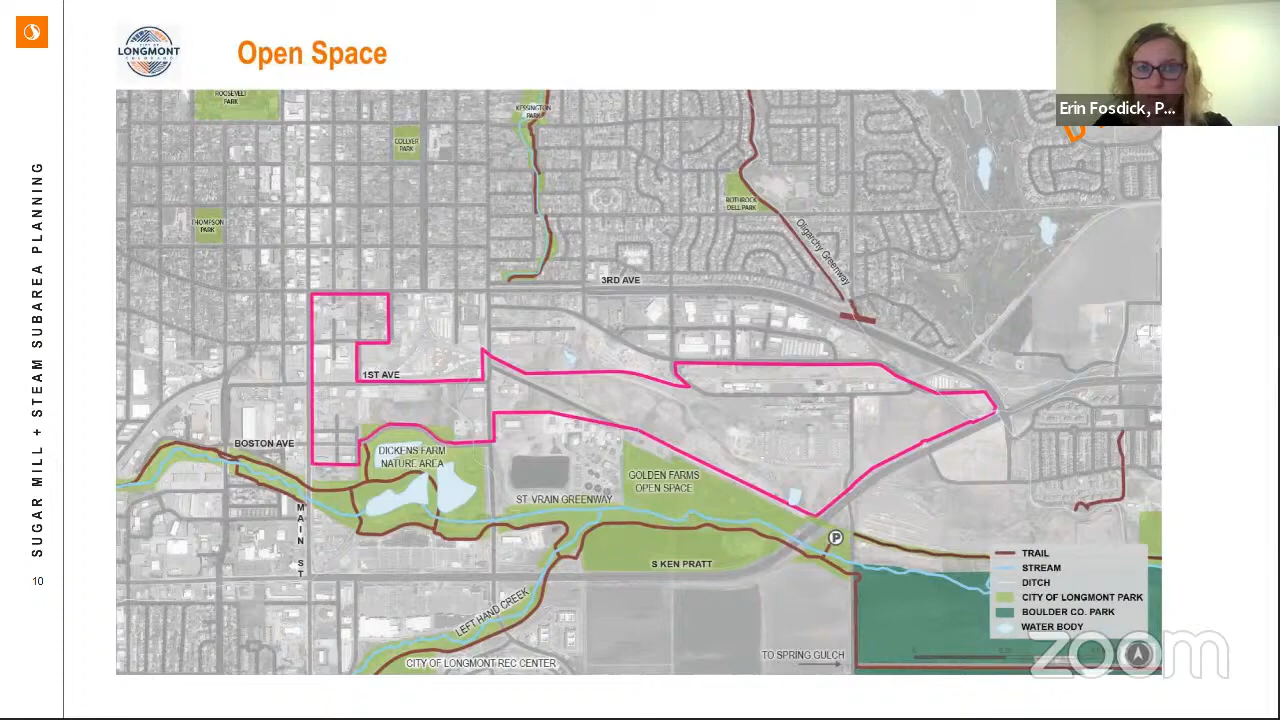 SUGAR MILL + STEAM SUBAREA PLANNING
10
CITY OF
LONGMONT
COLORADO
Open Space
Erin Fosdick, P...
D
ROOSEVELT
PARK
COLLYER
PARK
THOMPSON
PARK
KENSINGTON
PARK
ROTHROCK
DELL PARK
Oligarchy Greenway
3RD AVE
1ST AVE
BOSTON AVE
DICKENS FARM
NATURE AREA
GOLDEN FARMS
OPEN SPACE
ST. VRAIN GREENWAY
MAIN ST
P
S KEN PRATT
LEFT HAND CREEK
CITY OF LONGMONT REC CENTER
TO SPRING GULCH
TRAIL
STREAM
DITCH
CITY OF LONGMONT PARK
BOULDER CO. PARK
WATER BODY
zoom